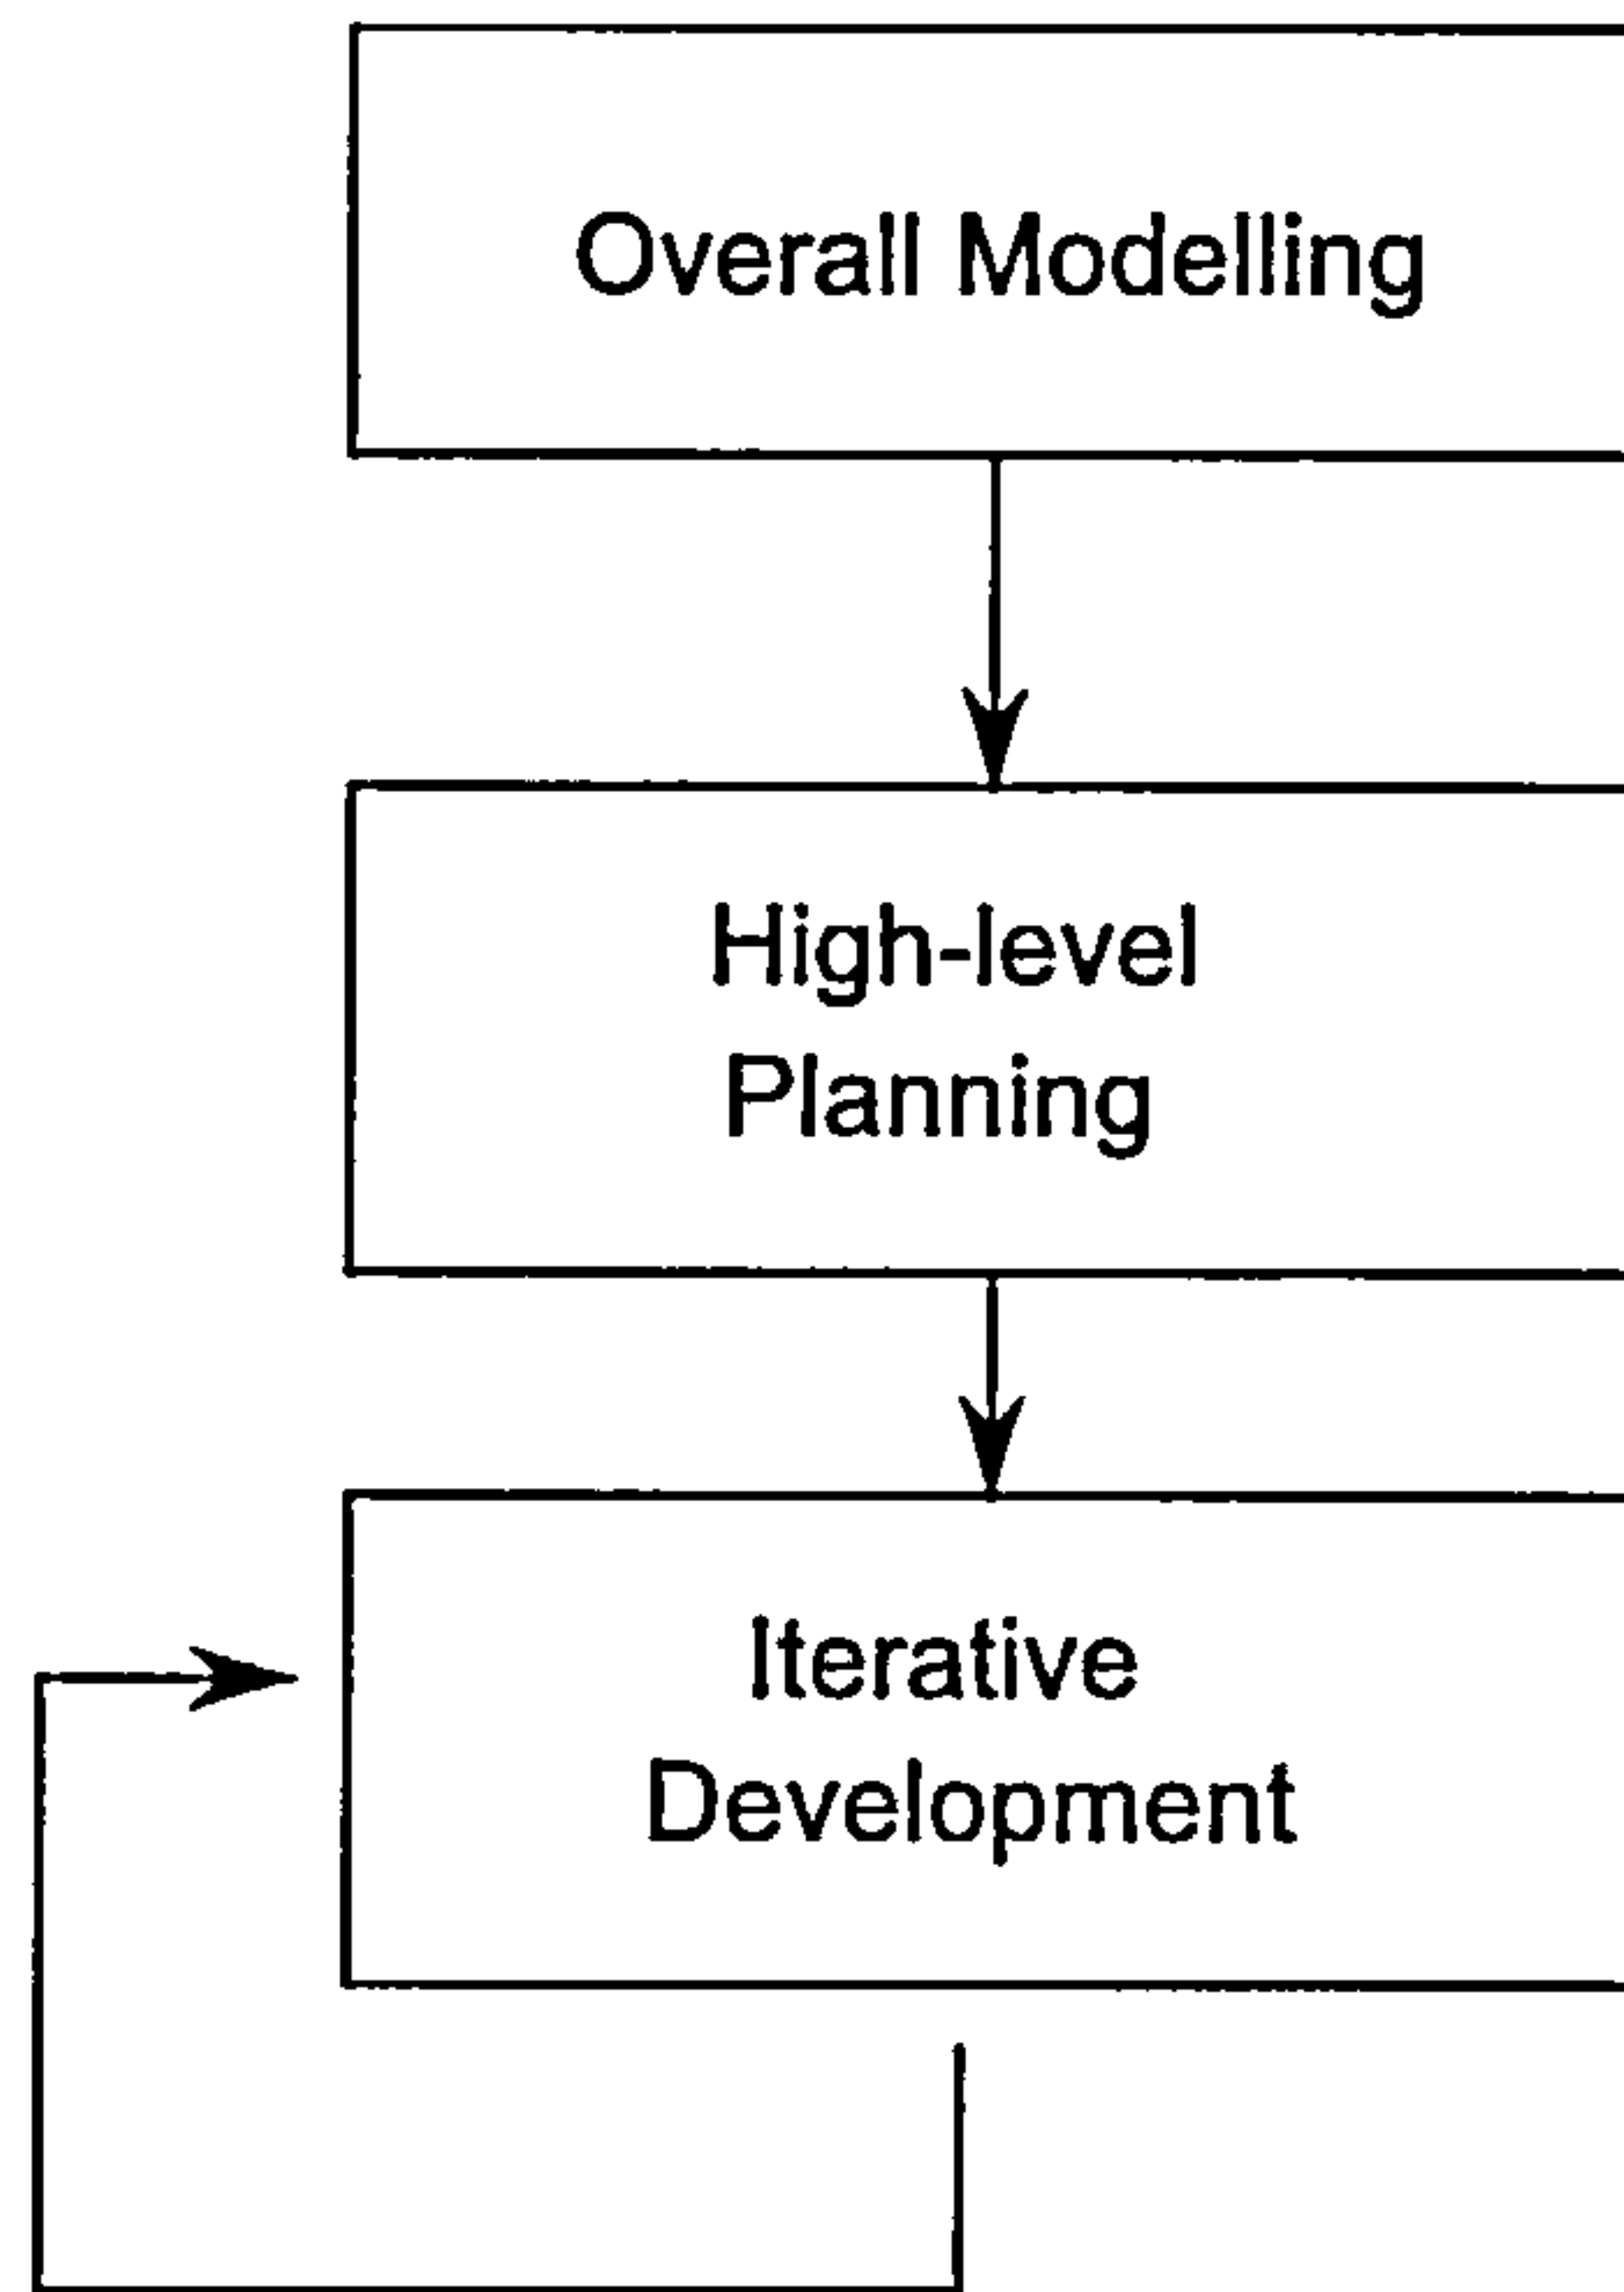 Overall Modelling
High-level
Planning
Iterative
Development